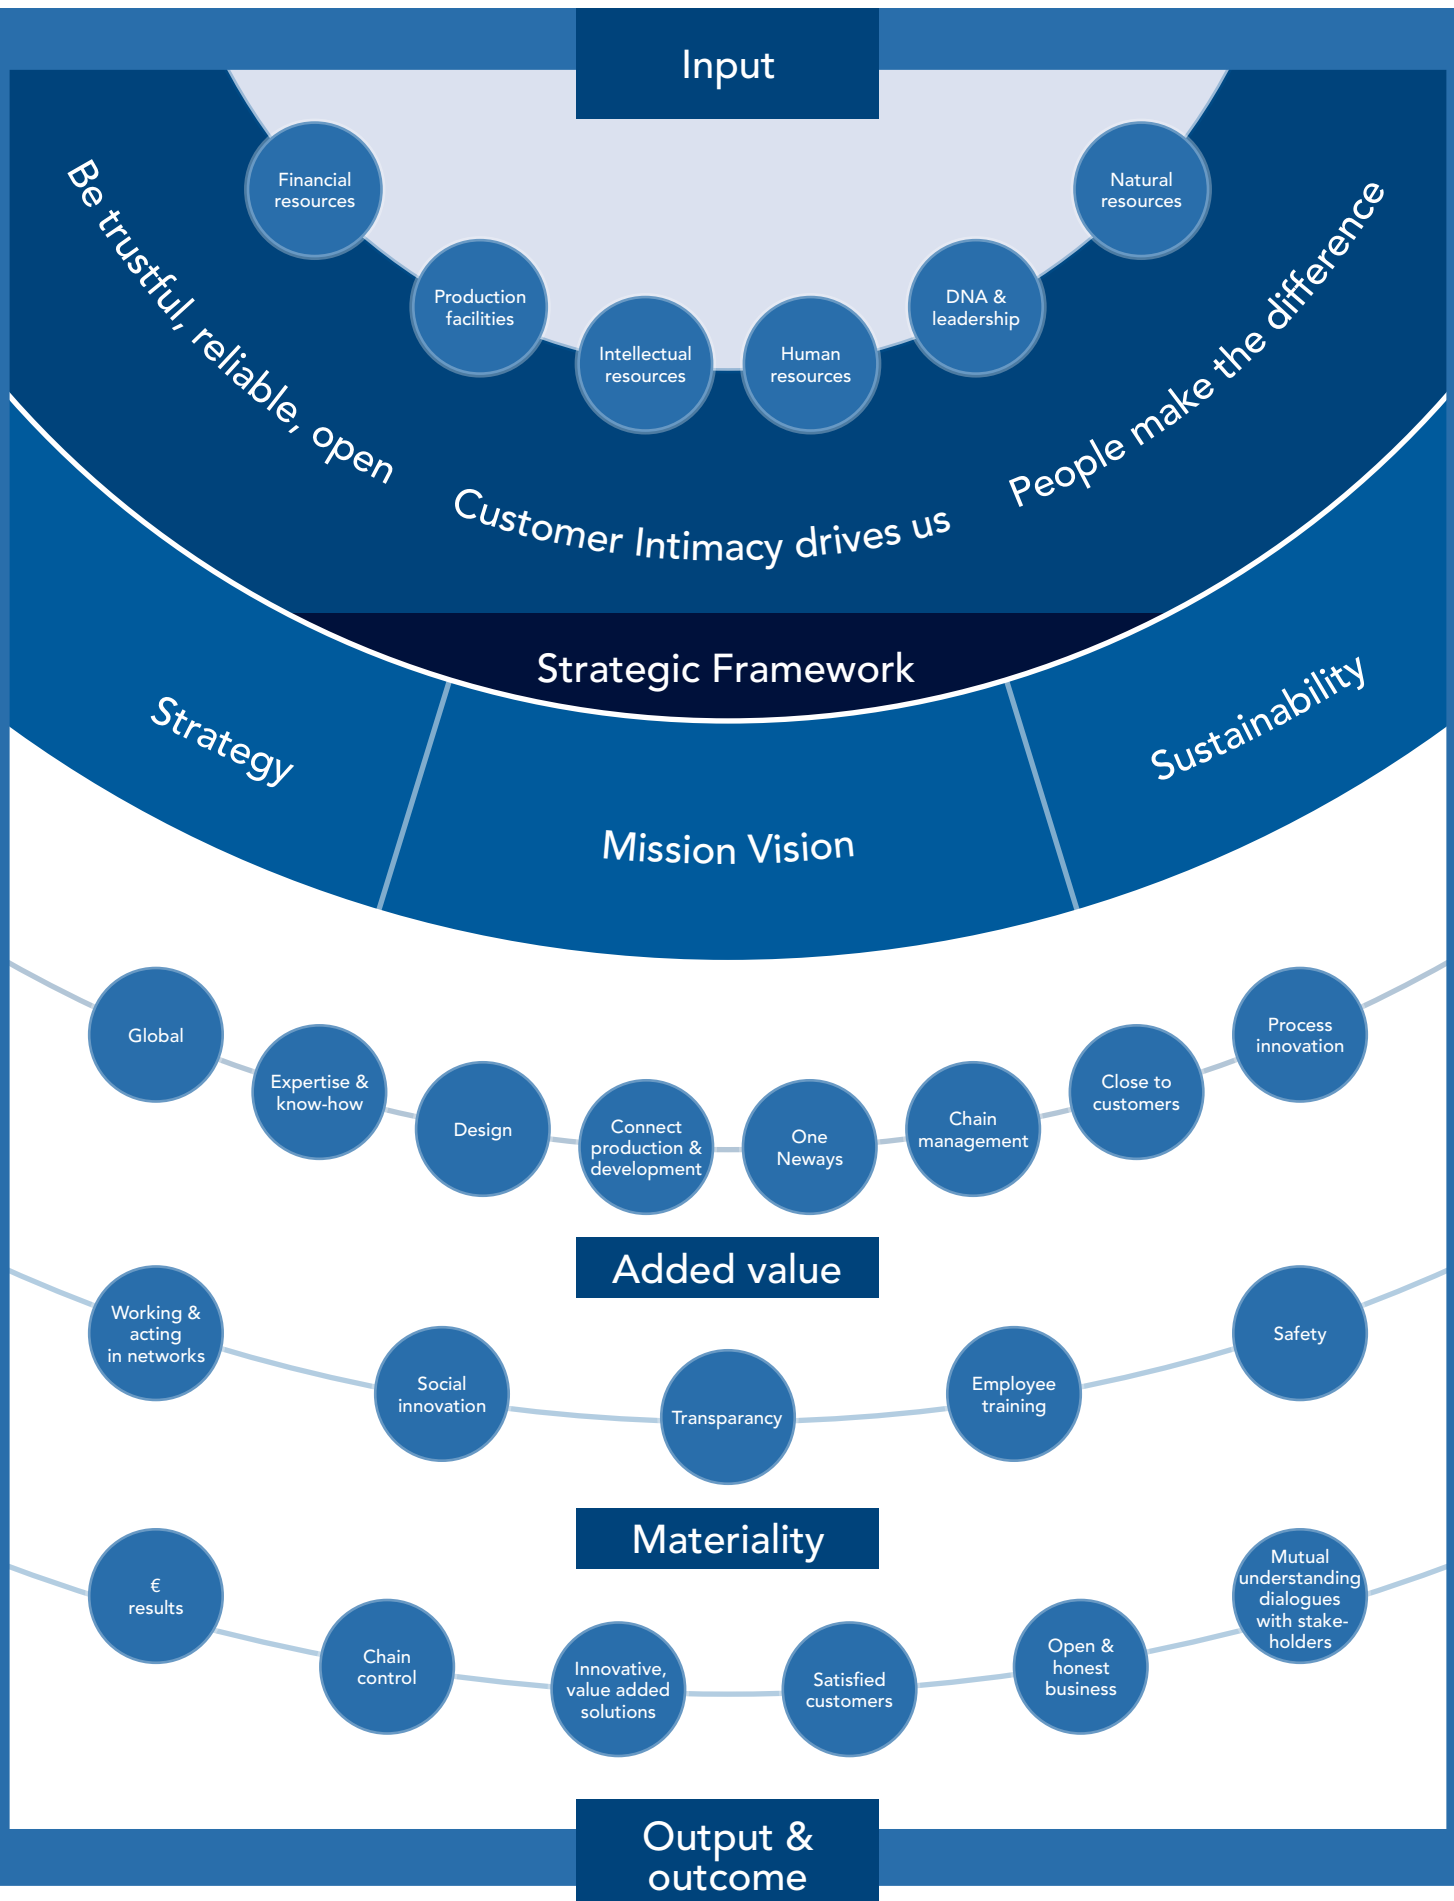 Input
Financial
resources
Production
facilities
Intellectual
resources
Human
resources
DNA &
leadership
Natural
resources
Be trustful, reliable, open
Customer Intimacy drives us
People make the difference
Strategic Framework
Strategy
Mission Vision
Sustainability
Global
Expertise &
know-how
Design
Connect
production &
development
One
Neways
Chain
management
Close to
customers
Process
innovation
Added value
Working &
acting
in networks
Social
innovation
Transparancy
Employee
training
Safety
Materiality
€
results
Chain
control
Innovative,
value added
solutions
Satisfied
customers
Open &
honest
business
Mutual
understanding
dialogues
with stake-
holders
Output &
outcome